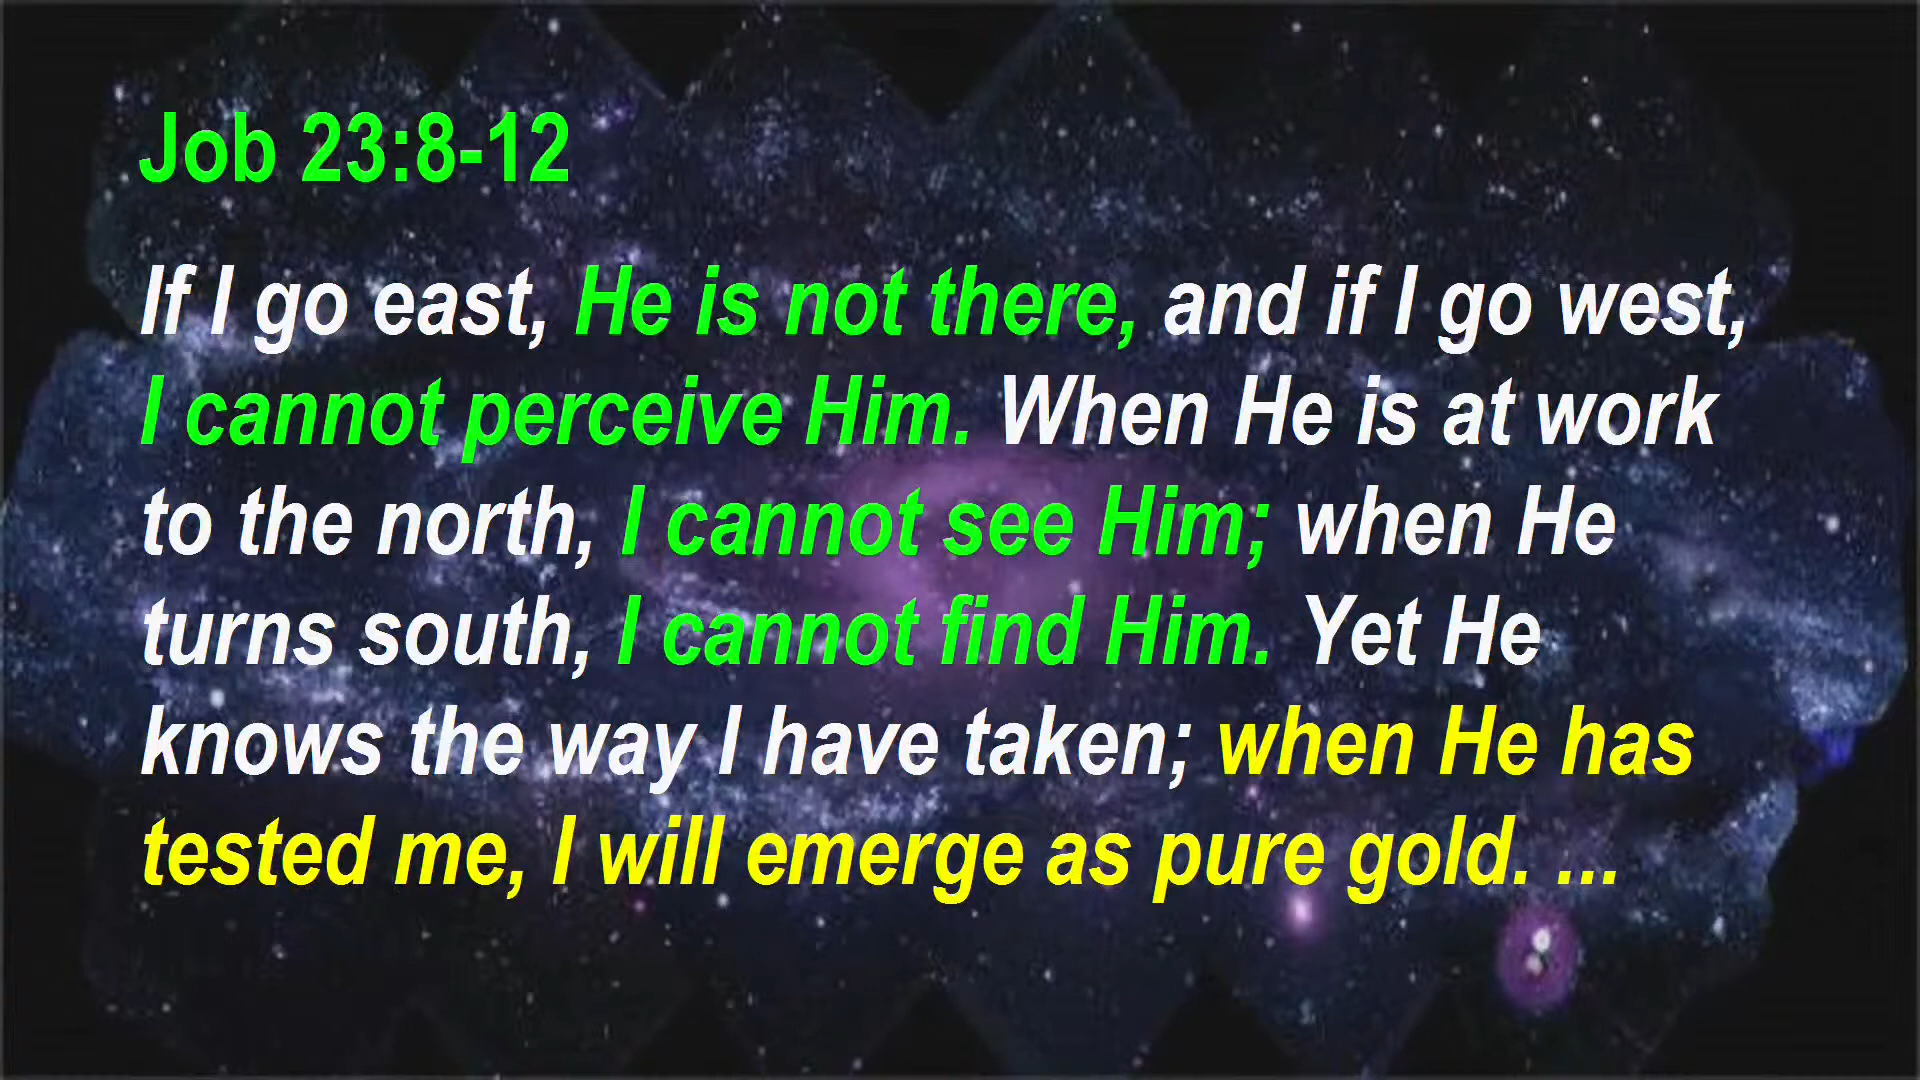 Job 23:8-12
If I go east, He is not there, and if I go west,
I cannot perceive Him. When He is at work
to the north, I cannot see Him; when He
turns south, I cannot find Him. Yet He
knows the way I have taken; when He has
tested me, I will emerge as pure gold. ...